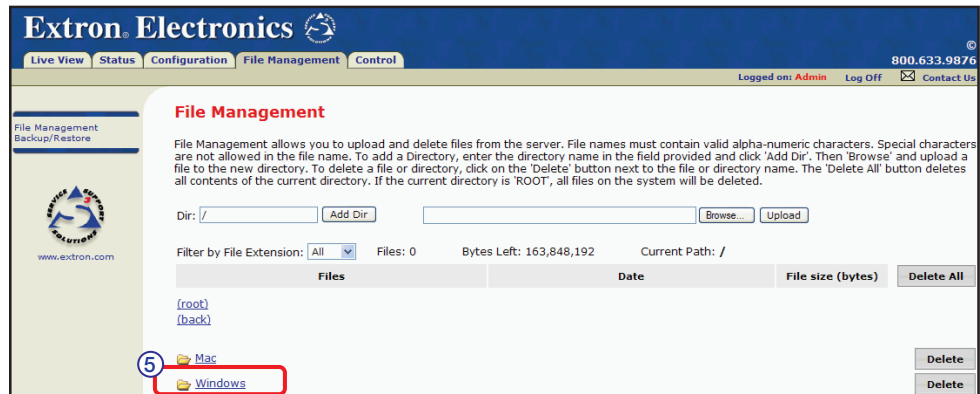 Extron® Electronics
©
800.633.9876
Live View Status Configuration File Management Control
Logged on: Admin Log Off Contact Us
File Management
Backup/Restore
SERVICE SUPPORT SOLUTIONS
S3
www.extron.com
File Management
File Management allows you to upload and delete files from the server. File names must contain valid alpha-numeric characters. Special characters
are not allowed in the file name. To add a Directory, enter the directory name in the field provided and click 'Add Dir'. Then 'Browse' and upload a
file to the new directory. To delete a file or directory, click on the 'Delete' button next to the file or directory name. The 'Delete All' button deletes
all contents of the current directory. If the current directory is 'ROOT', all files on the system will be deleted.
Dir: / Add Dir Browse... Upload
Filter by File Extension: All Files: 0 Bytes Left: 163,848,192 Current Path: /
Files Date File size (bytes) Delete All
(root)
(back)
Mac Delete
5 Windows Delete